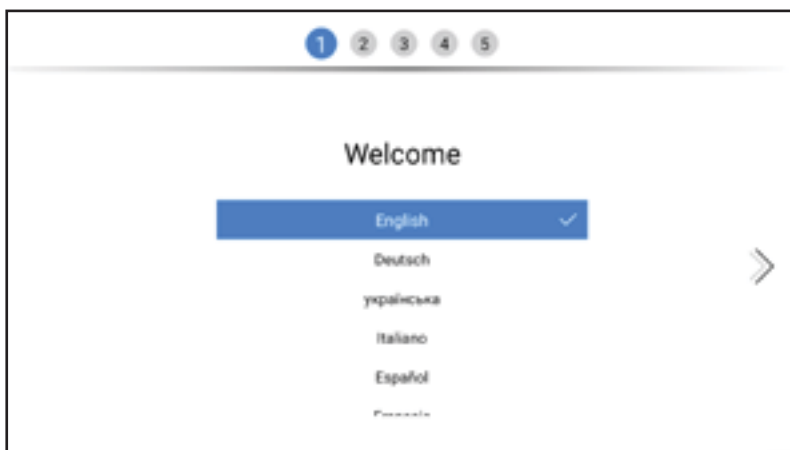 1 2 3 4 5
Welcome
English
Deutsch
українська
Italiano
Español